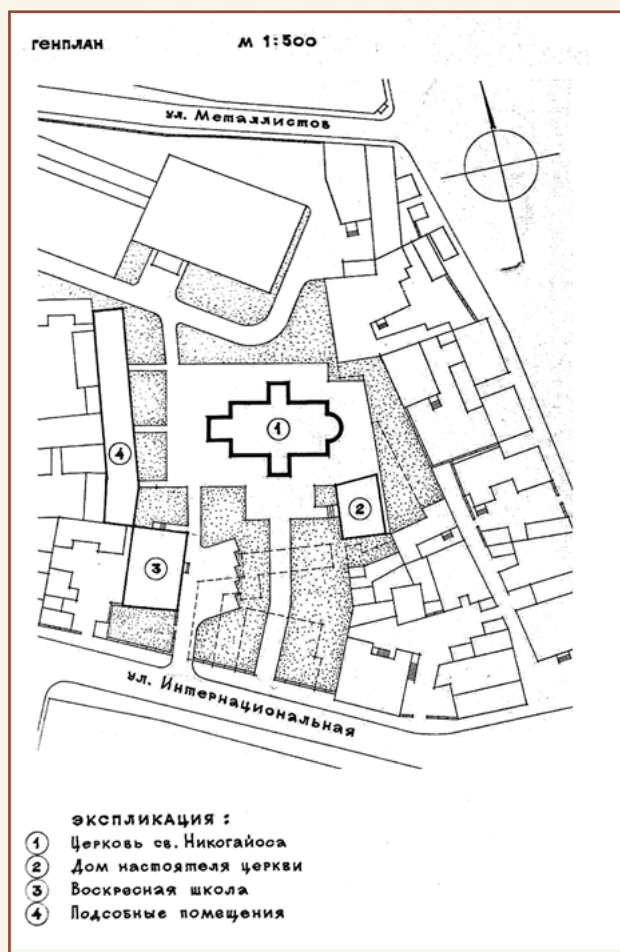 генплан м 1:500
ул. Металлистов
1
4
2
3
ул. Интернациональная
экспликация :
1 Церковь св. Никогайоса
2 Дом настоятеля церкви
3 Воскресная школа
4 Подсобные помещения